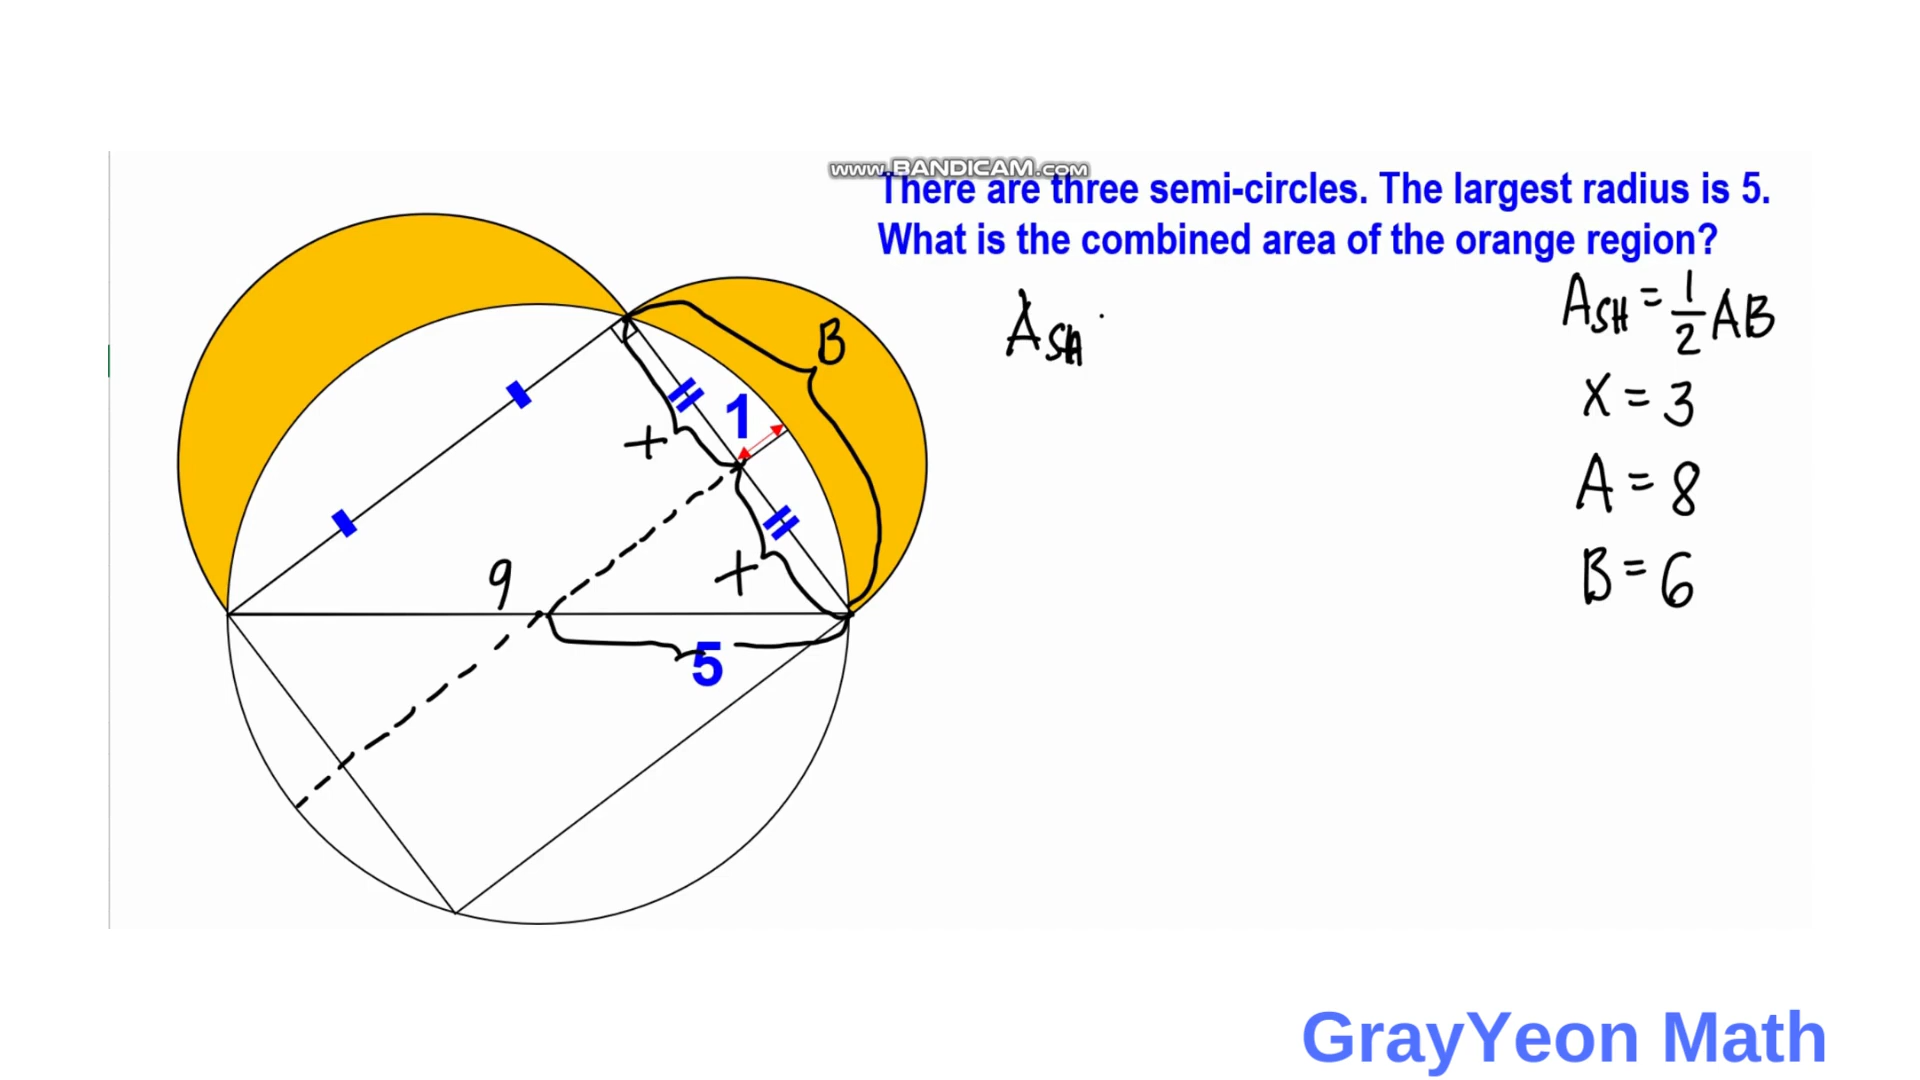 www.BANDICAM.com
There are three semi-circles. The largest radius is 5.
What is the combined area of the orange region?
A_SH
A_SH = 1/2 AB
x = 3
A = 8
B = 6
B
1
x
x
9
5
GrayYeon Math